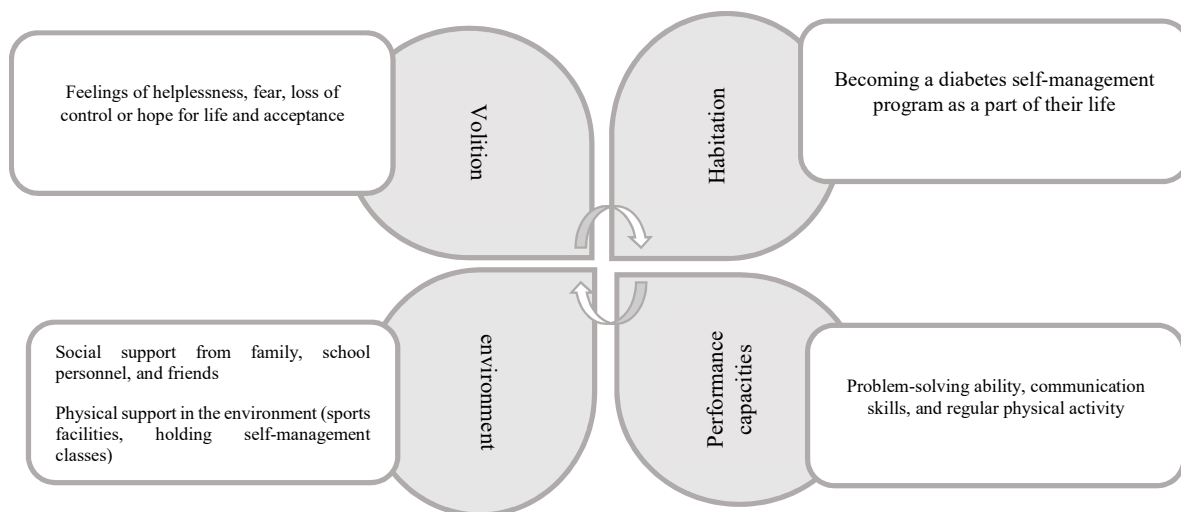 Feelings of helplessness, fear, loss of
control or hope for life and acceptance
Volition
Habitation
Becoming a diabetes self-management
program as a part of their life
Social support from family, school
personnel, and friends
Physical support in the environment (sports
facilities, holding self-management
classes)
environment
Performance
capacities
Problem-solving ability, communication
skills, and regular physical activity